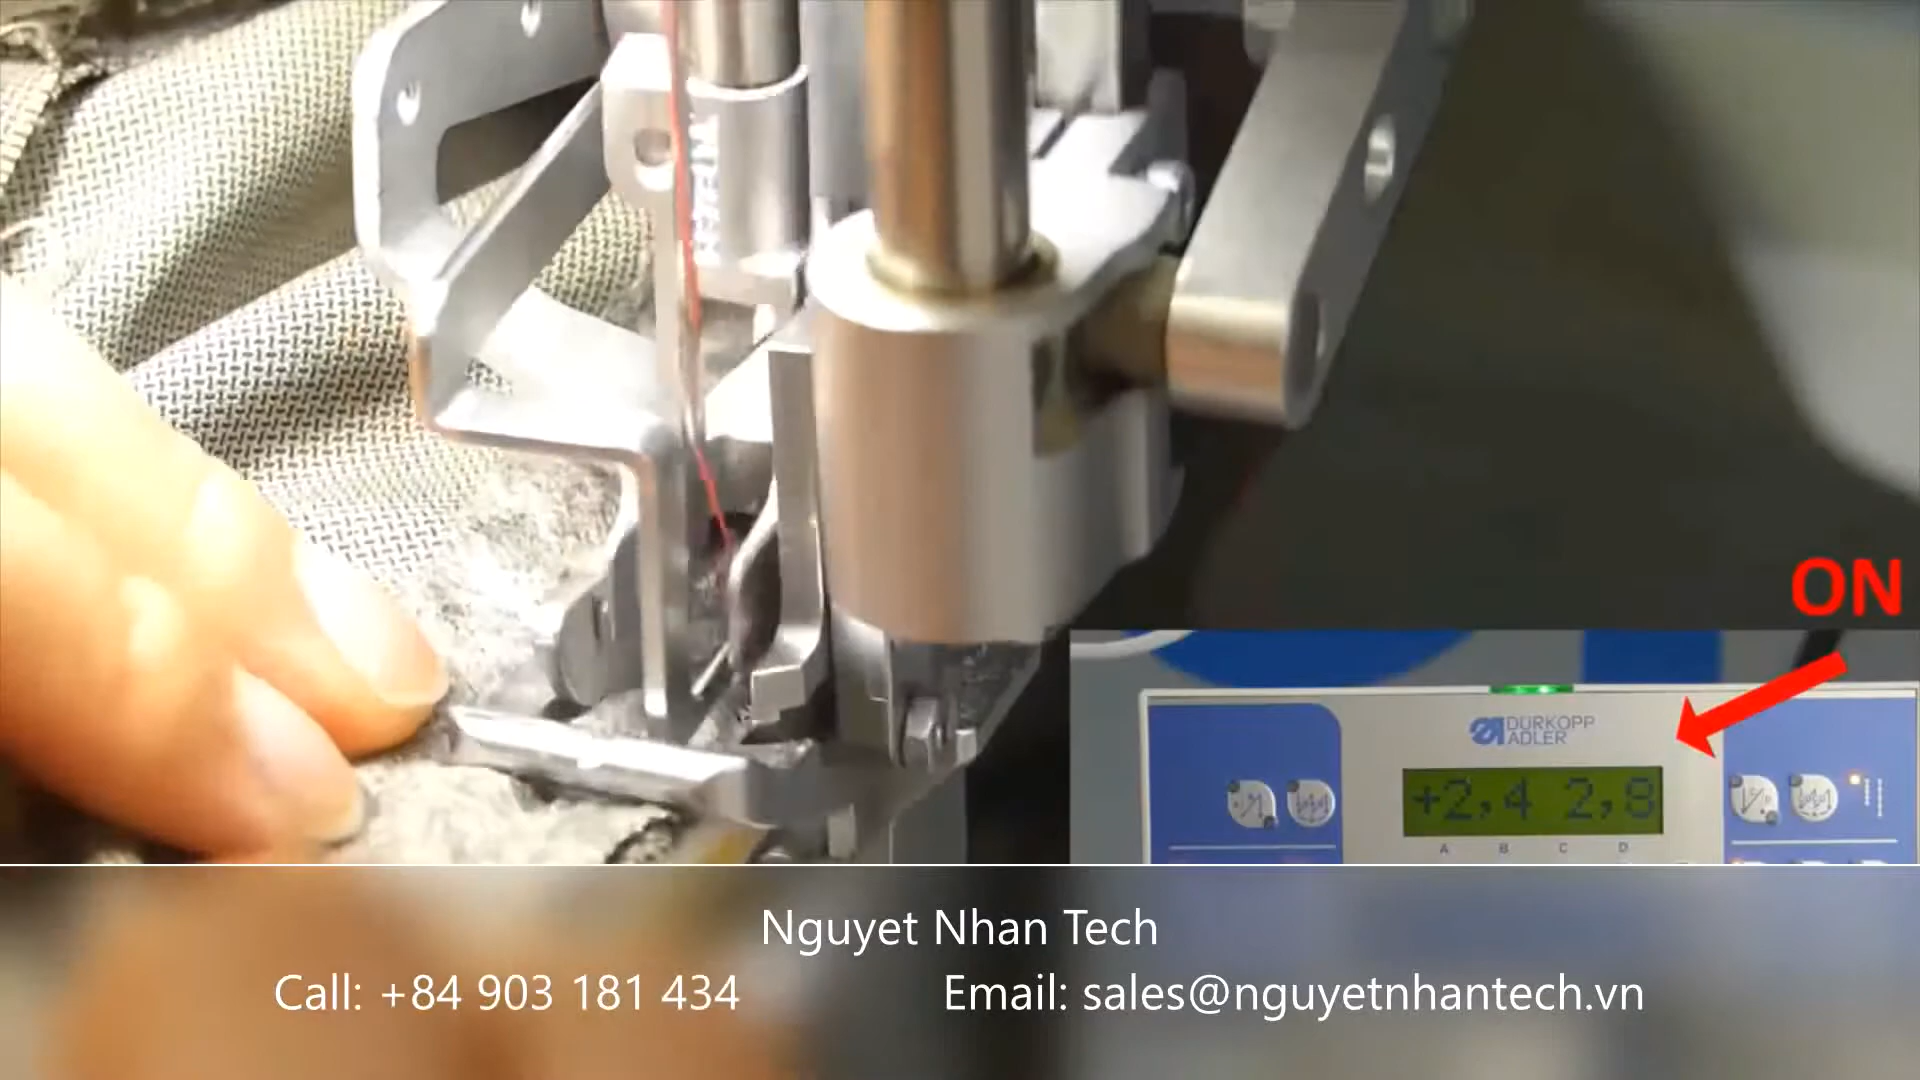 ON
DÜRKOPP
ADLER
+2,4 2,8
A B C D
Nguyet Nhan Tech
Call: +84 903 181 434 Email: sales@nguyetnhantech.vn